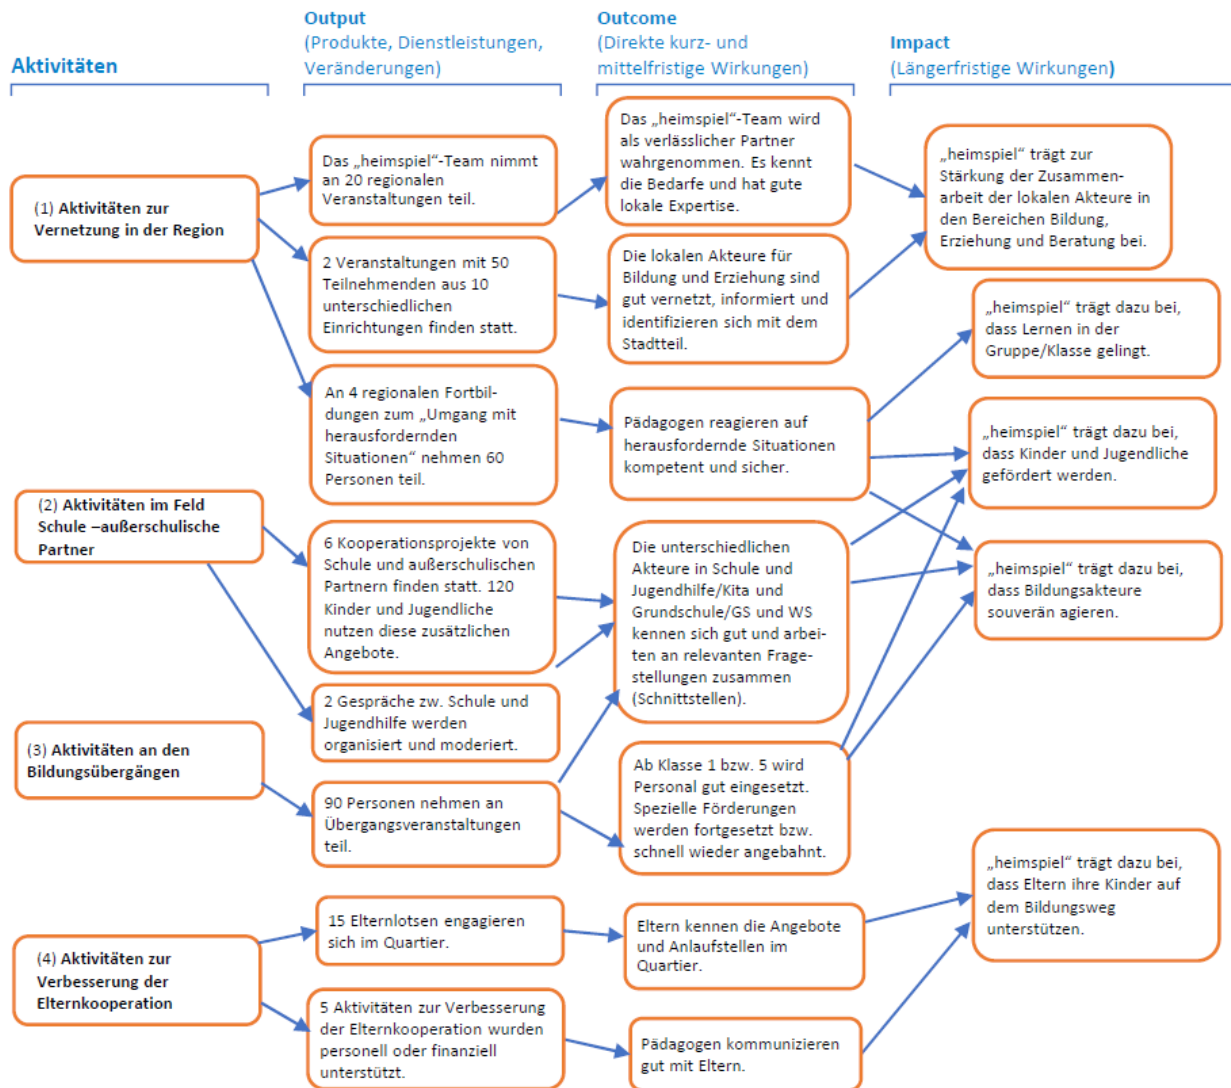 Aktivitäten
Output
(Produkte, Dienstleistungen,
Veränderungen)
Outcome
(Direkte kurz- und
mittelfristige Wirkungen)
Impact
(Längerfristige Wirkungen)
(1) Aktivitäten zur
Vernetzung in der Region
(2) Aktivitäten im Feld
Schule –außerschulische
Partner
(3) Aktivitäten an den
Bildungsübergängen
(4) Aktivitäten zur
Verbesserung der
Elternkooperation
Das „heimspiel“-Team nimmt
an 20 regionalen
Veranstaltungen teil.
2 Veranstaltungen mit 50
Teilnehmenden aus 10
unterschiedlichen
Einrichtungen finden statt.
An 4 regionalen Fortbil-
dungen zum „Umgang mit
herausfordernden
Situationen“ nehmen 60
Personen teil.
6 Kooperationsprojekte von
Schule und außerschulischen
Partnern finden statt. 120
Kinder und Jugendliche
nutzen diese zusätzlichen
Angebote.
2 Gespräche zw. Schule und
Jugendhilfe werden
organisiert und moderiert.
90 Personen nehmen an
Übergangsveranstaltungen
teil.
15 Elternlotsen engagieren
sich im Quartier.
5 Aktivitäten zur Verbesserung
der Elternkooperation wurden
personell oder finanziell
unterstützt.
Das „heimspiel“-Team wird
als verlässlicher Partner
wahrgenommen. Es kennt
die Bedarfe und hat gute
lokale Expertise.
Die lokalen Akteure für
Bildung und Erziehung sind
gut vernetzt, informiert und
identifizieren sich mit dem
Stadtteil.
Pädagogen reagieren auf
herausfordernde Situationen
kompetent und sicher.
Die unterschiedlichen
Akteure in Schule und
Jugendhilfe/Kita und
Grundschule/GS und WS
kennen sich gut und arbei-
ten an relevanten Frage-
stellungen zusammen
(Schnittstellen).
Ab Klasse 1 bzw. 5 wird
Personal gut eingesetzt.
Spezielle Förderungen
werden fortgesetzt bzw.
schnell wieder angebahnt.
Eltern kennen die Angebote
und Anlaufstellen im
Quartier.
Pädagogen kommunizieren
gut mit Eltern.
„heimspiel“ trägt zur
Stärkung der Zusammen-
arbeit der lokalen Akteure in
den Bereichen Bildung,
Erziehung und Beratung bei.
„heimspiel“ trägt dazu bei,
dass Lernen in der
Gruppe/Klasse gelingt.
„heimspiel“ trägt dazu bei,
dass Kinder und Jugendliche
gefördert werden.
„heimspiel“ trägt dazu bei,
dass Bildungsakteure
souverän agieren.
„heimspiel“ trägt dazu bei,
dass Eltern ihre Kinder auf
dem Bildungsweg
unterstützen.